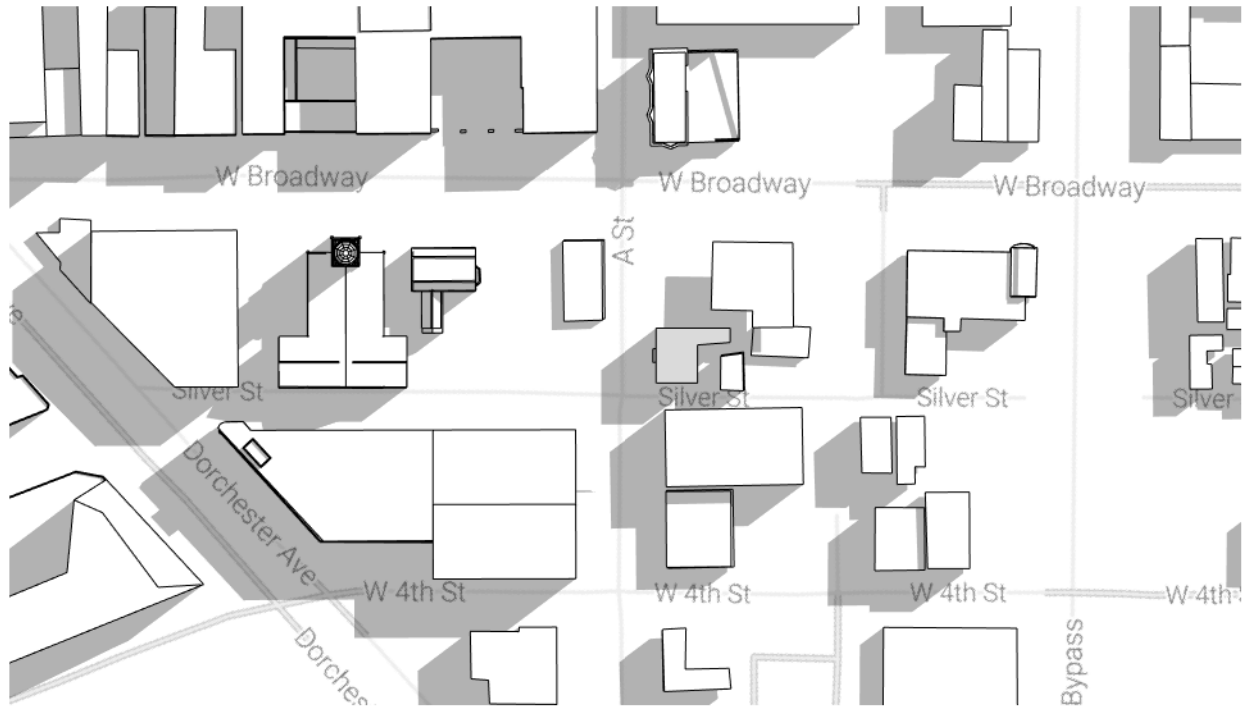 W Broadway
W Broadway
W Broadway
A St
Silver St
Silver St
Silver St
Silver
Dorchester Ave
W 4th St
W 4th St
W 4th St
W 4th
Dorches
Bypass